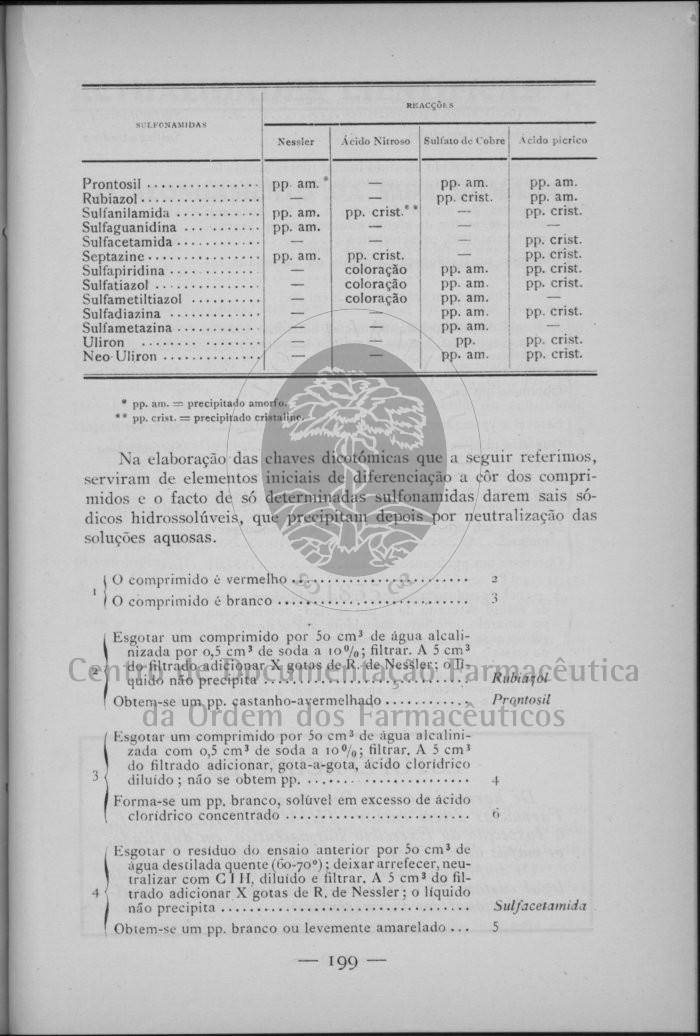 SULFONAMIDAS | REACÇÕES
Nessler | Ácido Nitroso | Sulfato de Cobre | Ácido pícrico
Prontosil ................ | pp. am. * | — | pp. am. | pp. am.
Rubiazol ................ | — | — | pp. crist. | pp. am.
Sulfanilamida ............ | pp. am. | pp. crist.** | — | pp. crist.
Sulfaguanidina ........... | pp. am. | — | — | —
Sulfacetamida ............ | — | — | — | pp. crist.
Septazine ................ | pp. am. | pp. crist. | — | pp. crist.
Sulfapiridina ............. | — | coloração | pp. am. | pp. crist.
Sulfatiazol ............... | — | coloração | pp. am. | pp. crist.
Sulfametiltiazol .......... | — | coloração | pp. am. | —
Sulfadiazina ............. | — | — | pp. am. | pp. crist.
Sulfametazina ............ | — | — | pp. am. | —
Uliron ................ | — | — | pp. | pp. crist.
Neo-Uliron .............. | — | — | pp. am. | pp. crist.
* pp. am. = precipitado amorfo.
** pp. crist. = precipitado cristalino.
Na elaboração das chaves dicotómicas que a seguir referimos,
serviram de elementos iniciais de diferenciação a côr dos compri-
midos e o facto de só determinadas sulfonamidas darem sais só-
dicos hidrossolúveis, que precipitam depois por neutralização das
soluções aquosas.
1 O comprimido é vermelho ........................ 2
O comprimido é branco .......................... 3
1835
Esgotar um comprimido por 50 cm³ de água alcali-
nizada por 0,5 cm³ de soda a 10%; filtrar. A 5 cm³
2 do filtrado adicionar X gotas de R. de Nessler; o lí-
quido não precipita .......................... Rubiazol
Centro de Documentação Farmacêutica
Obtem-se um pp. castanho-avermelhado ............ Prontosil
da Ordem dos Farmacêuticos
Esgotar um comprimido por 50 cm³ de água alcalini-
zada com 0,5 cm³ de soda a 10%; filtrar. A 5 cm³
do filtrado adicionar, gota-a-gota, ácido clorídrico
3 diluído; não se obtem pp. ........................ 4
Forma-se um pp. branco, solúvel em excesso de ácido
clorídrico concentrado .......................... 6
Esgotar o resíduo do ensaio anterior por 50 cm³ de
água destilada quente (60-70º); deixar arrefecer, neu-
tralizar com C l H, diluído e filtrar. A 5 cm³ do fil-
4 trado adicionar X gotas de R. de Nessler; o líquido
não precipita .................................. Sulfacetamida
Obtem-se um pp. branco ou levemente amarelado ... 5
— 199 —